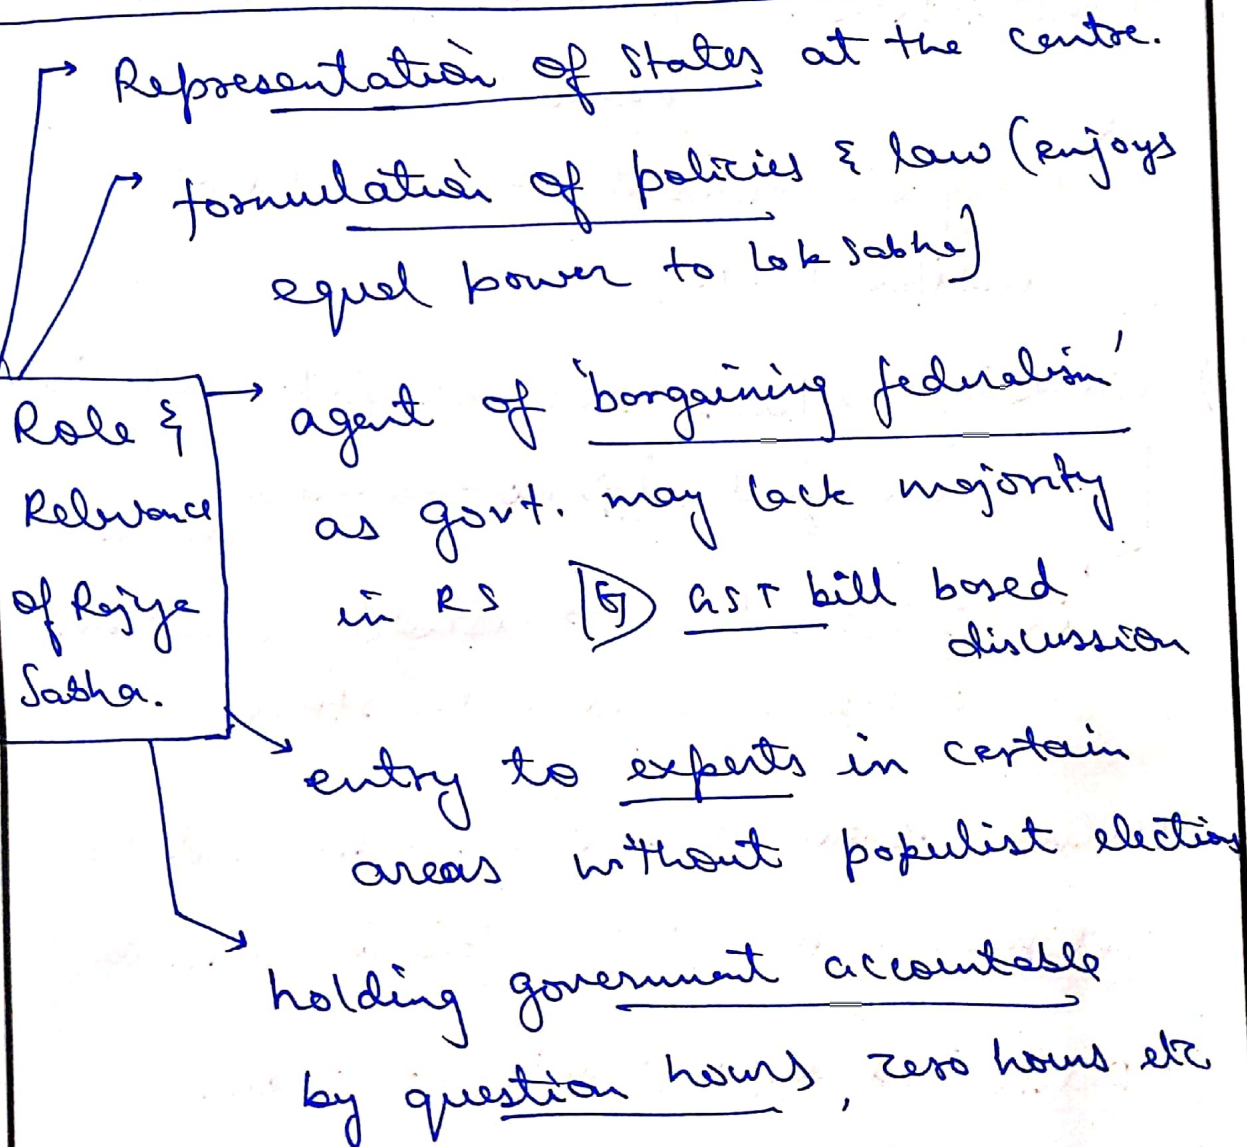 Representation of States at the centre.
formulation of policies & law (enjoys
equal power to Lok Sabha)
Role &
Relevance
of Rajya
Sabha.
agent of 'bargaining federalism'
as govt. may lack majority
in RS Eg GST bill based
discussion
entry to experts in certain
areas without populist elections
holding government accountable
by question hours, zero hours etc